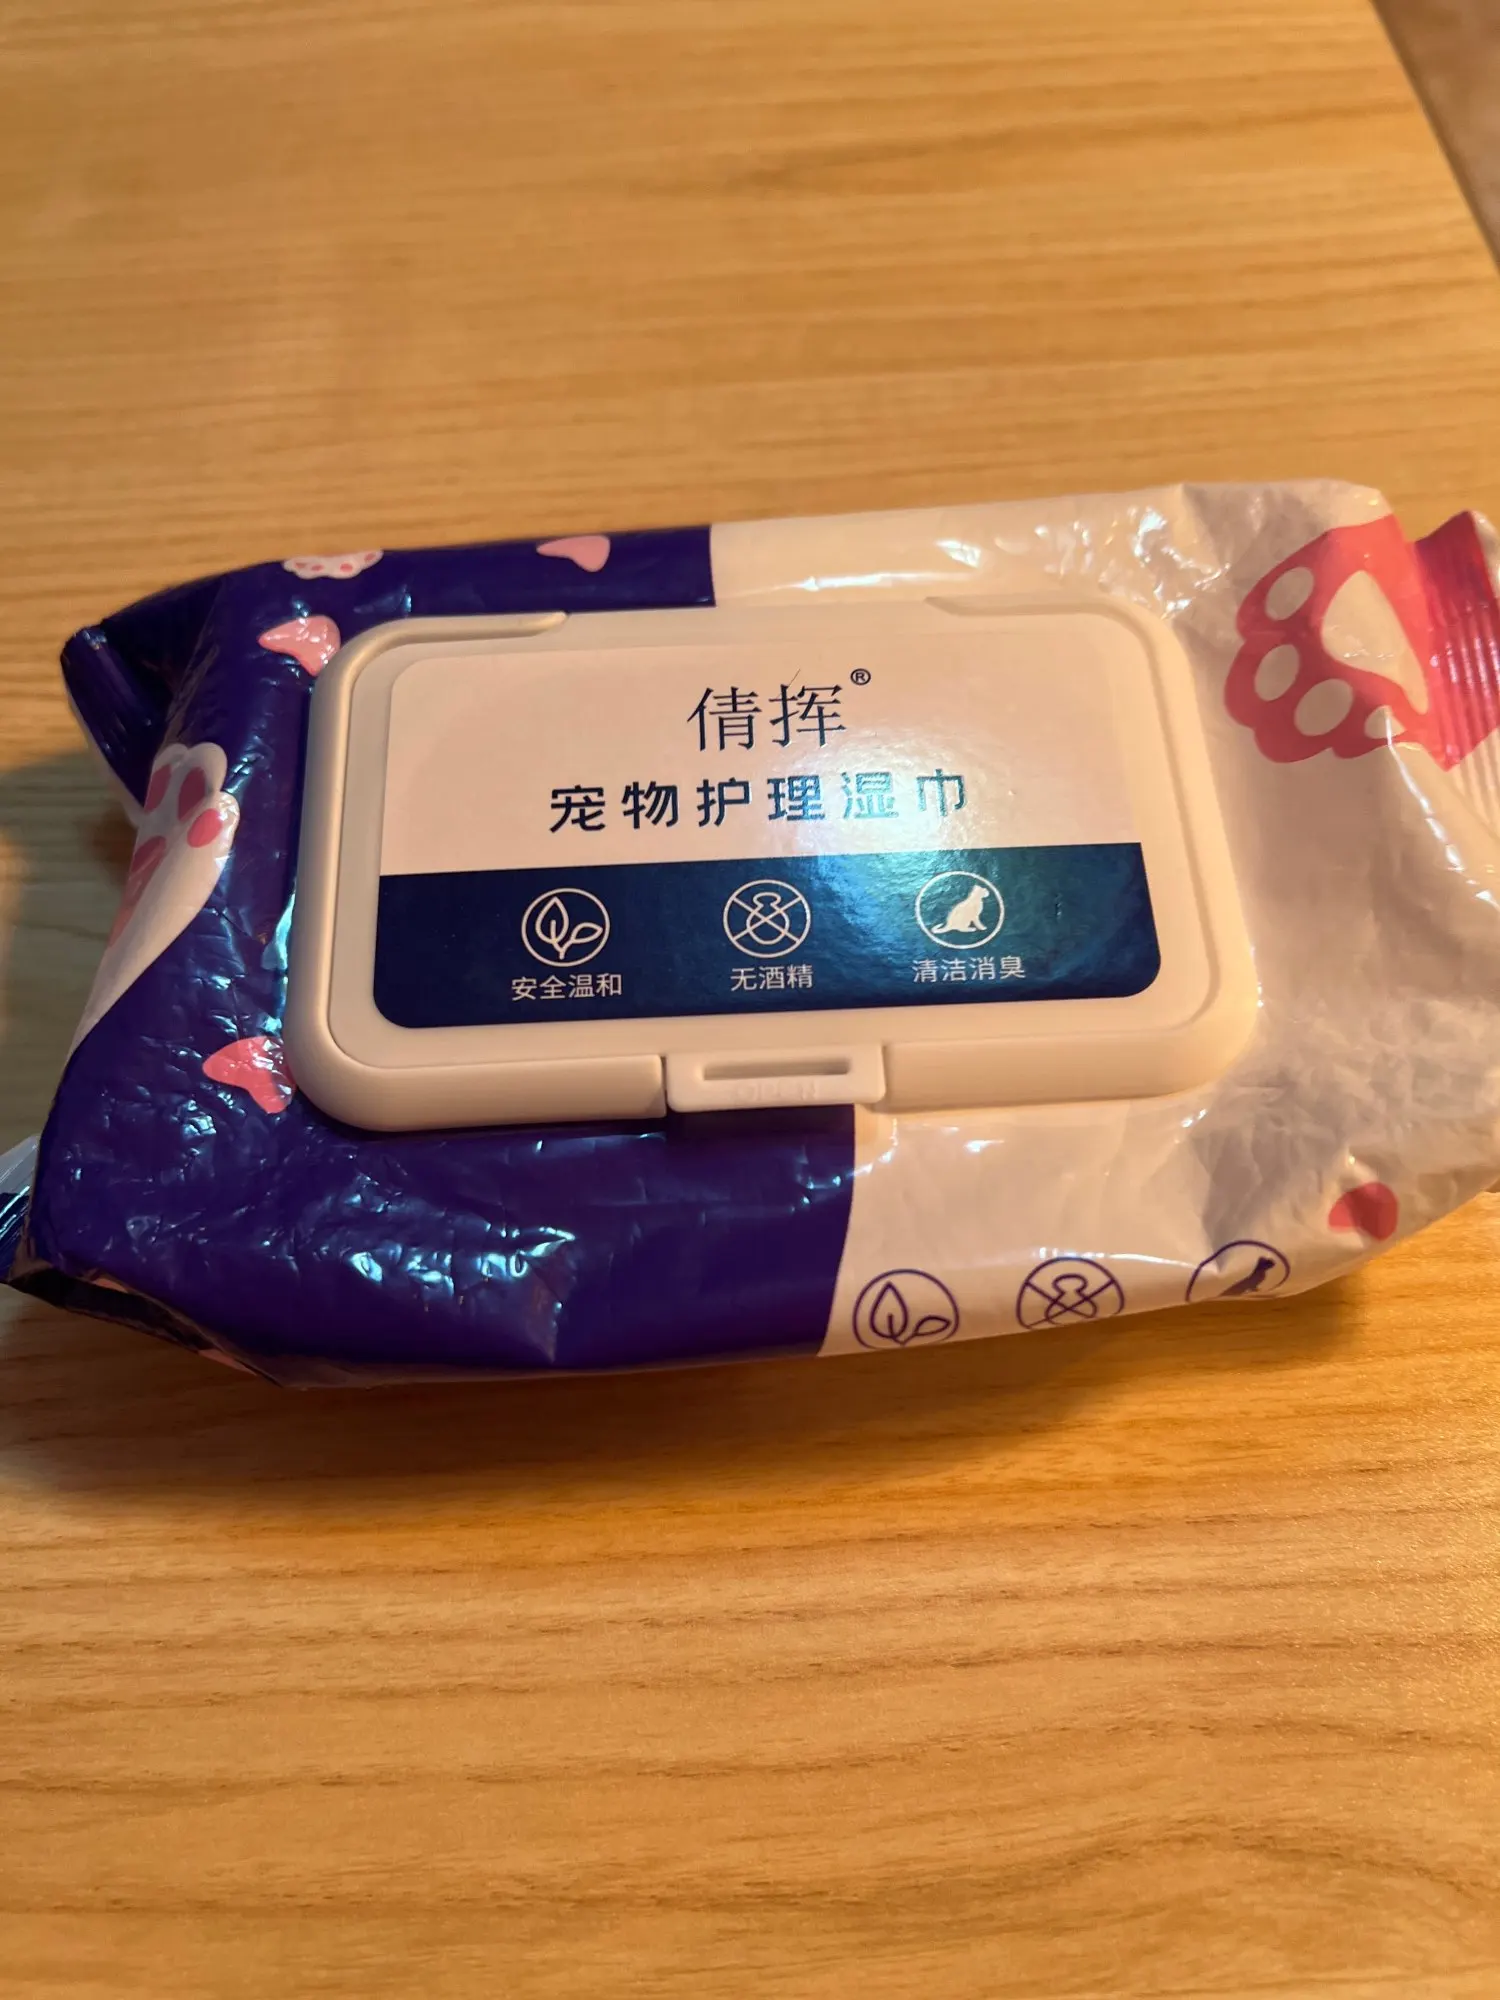 倩挥®
宠物护理湿巾
安全温和 无酒精 清洁消臭